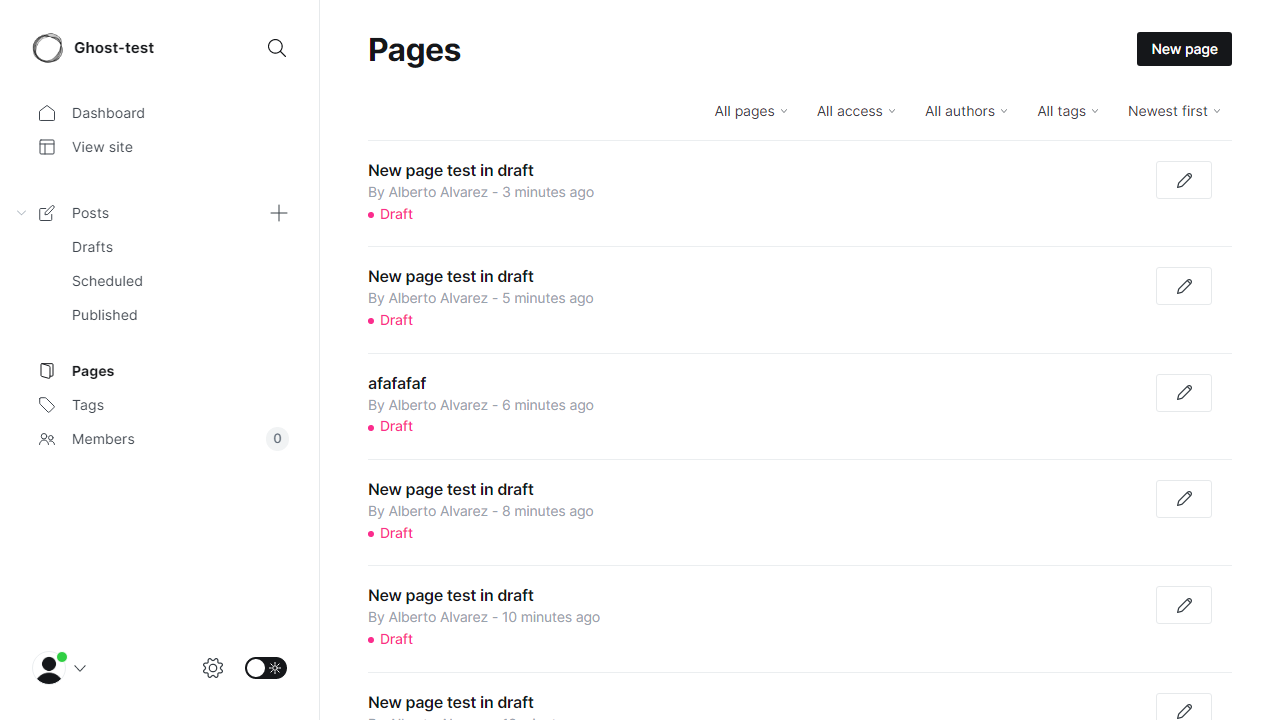 Ghost-test
Dashboard
View site
Posts
Drafts
Scheduled
Published
Pages
Tags
Members 0
Pages
New page
All pages All access All authors All tags Newest first
New page test in draft
By Alberto Alvarez - 3 minutes ago
Draft
New page test in draft
By Alberto Alvarez - 5 minutes ago
Draft
afafafaf
By Alberto Alvarez - 6 minutes ago
Draft
New page test in draft
By Alberto Alvarez - 8 minutes ago
Draft
New page test in draft
By Alberto Alvarez - 10 minutes ago
Draft
New page test in draft